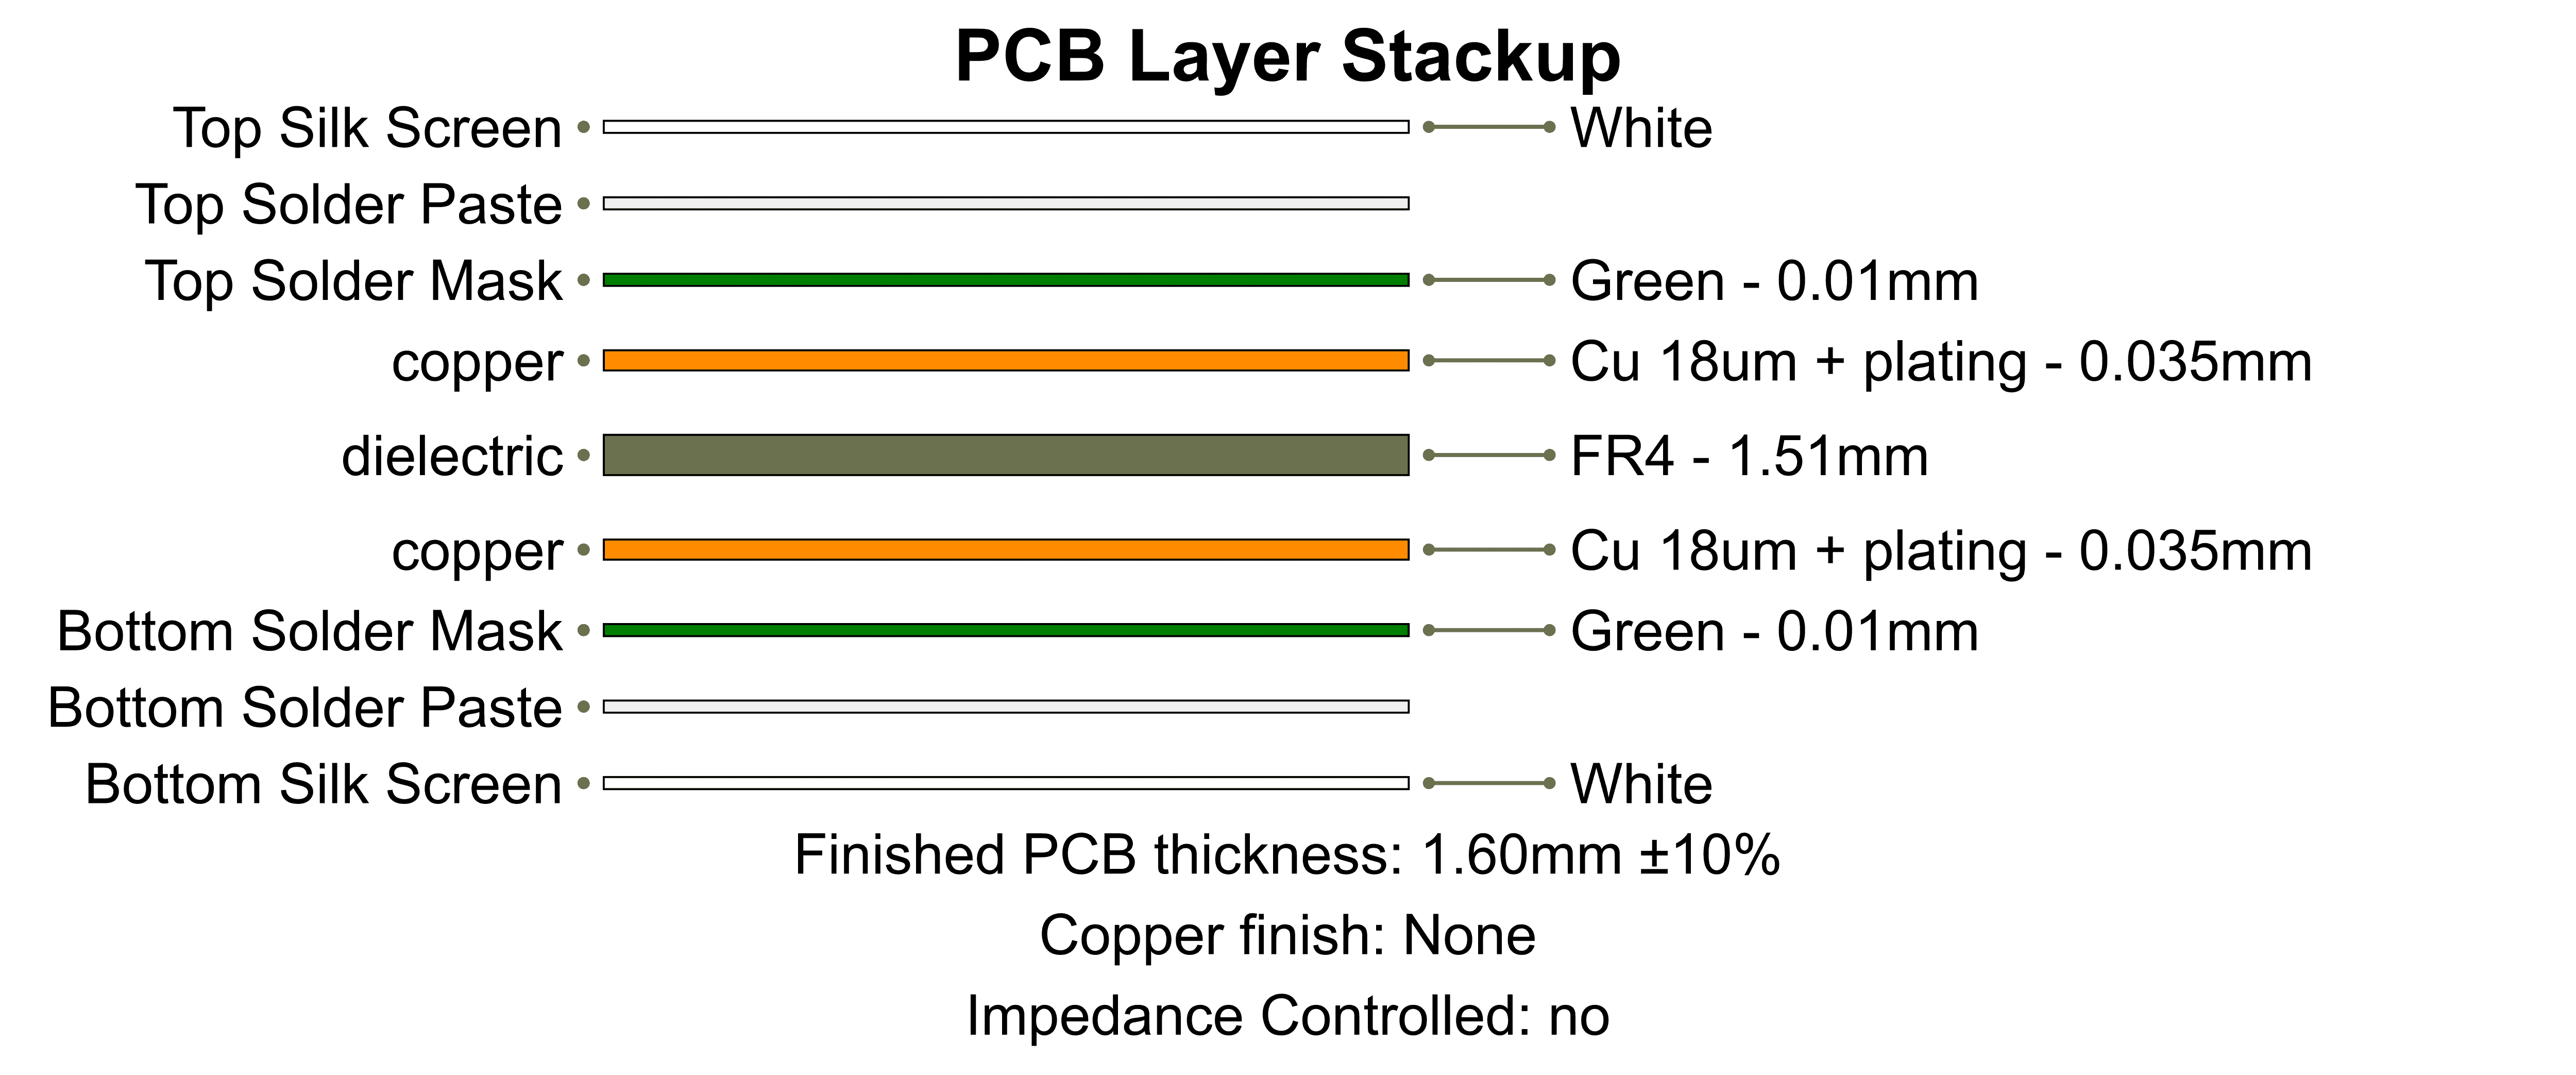 PCB Layer Stackup
Top Silk Screen White
Top Solder Paste
Top Solder Mask Green - 0.01mm
copper Cu 18um + plating - 0.035mm
dielectric FR4 - 1.51mm
copper Cu 18um + plating - 0.035mm
Bottom Solder Mask Green - 0.01mm
Bottom Solder Paste
Bottom Silk Screen White
Finished PCB thickness: 1.60mm ±10%
Copper finish: None
Impedance Controlled: no